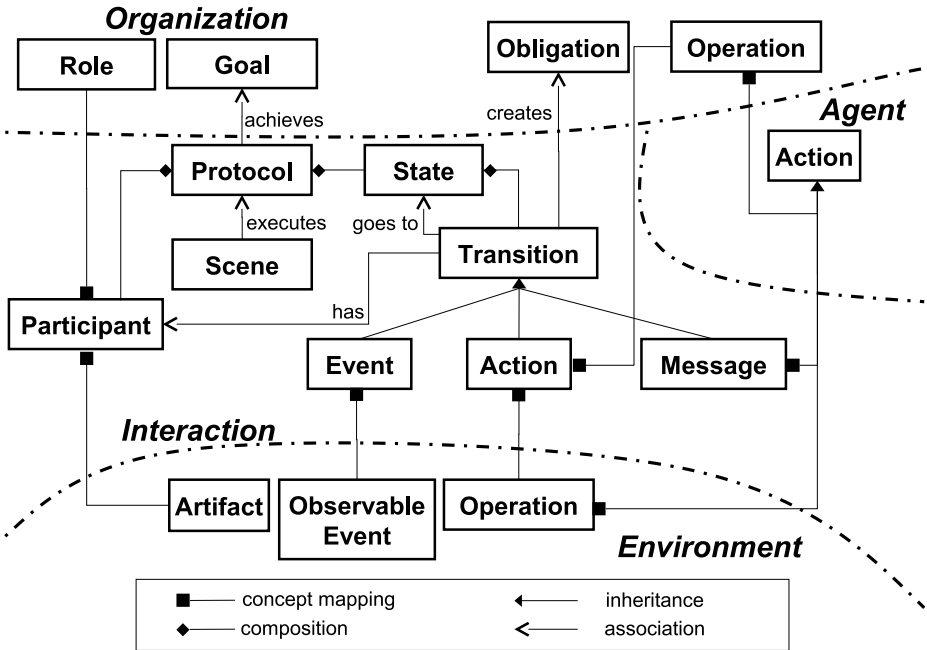 Organization
Role
Goal
Obligation
Operation
achieves
creates
Agent
Action
Protocol
State
executes
goes to
Scene
Transition
has
Participant
Event
Action
Message
Interaction
Artifact
Observable
Event
Operation
Environment
concept mapping
inheritance
composition
association